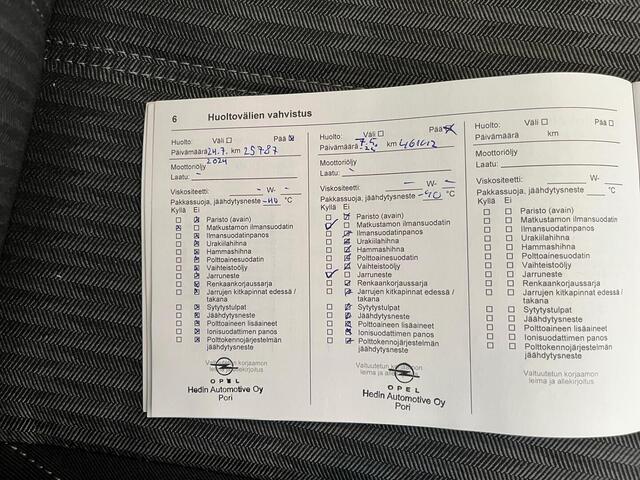 6 Huoltovälien vahvistus
Huolto: Väli ☐ Pää ☒
Päivämäärä 24.7. km 25787
2024
Moottoriöljy
Laatu: -
Viskositeetti: - W- -
Pakkassuoja, jäähdytysneste -40 °C
Kyllä Ei
☐ ☒ Paristo (avain)
☒ ☐ Matkustamon ilmansuodatin
☐ ☒ Ilmansuodatinpanos
☐ ☒ Urakiilahihna
☐ ☒ Hammashihna
☐ ☒ Polttoainesuodatin
☐ ☒ Vaihteistoöljy
☐ ☒ Jarruneste
☐ ☒ Renkaankorjaussarja
☐ ☒ Jarrujen kitkapinnat edessä /
takana
☐ ☒ Sytytystulpat
☐ ☒ Jäähdytysneste
☐ ☒ Polttoaineen lisäaineet
☐ ☒ Ionisuodattimen panos
☐ ☒ Polttokennojärjestelmän
jäähdytysneste
Valtuutetun korjaamon
leima ja allekirjoitus
OPEL
Hedin Automotive Oy
Pori
Huolto: Väli ☐ Pää ☒
Päivämäärä 7.5. km
Moottoriöljy
Laatu: -
Viskositeetti: - W- -
Pakkassuoja, jäähdytysneste -40 °C
Kyllä Ei
☐ ☑ Paristo (avain)
☑ ☐ Matkustamon ilmansuodatin
☐ ☑ Ilmansuodatinpanos
☐ ☑ Urakiilahihna
☐ ☑ Hammashihna
☐ ☑ Polttoainesuodatin
☐ ☑ Vaihteistoöljy
☑ ☐ Jarruneste
☐ ☑ Renkaankorjaussarja
☐ ☑ Jarrujen kitkapinnat edessä /
takana
☐ ☑ Sytytystulpat
☐ ☑ Jäähdytysneste
☐ ☑ Polttoaineen lisäaineet
☐ ☑ Ionisuodattimen panos
☐ ☑ Polttokennojärjestelmän
jäähdytysneste
Valtuutetun korjaamon
leima ja allekirjoitus
OPEL
Hedin Automotive Oy
Pori
Huolto: Väli ☐ Pää ☐
Päivämäärä km
Moottoriöljy
Laatu:
Viskositeetti: W-
Pakkassuoja, jäähdytysneste °C
Kyllä Ei
☐ ☐ Paristo (avain)
☐ ☐ Matkustamon ilmansuodatin
☐ ☐ Ilmansuodatinpanos
☐ ☐ Urakiilahihna
☐ ☐ Hammashihna
☐ ☐ Polttoainesuodatin
☐ ☐ Vaihteistoöljy
☐ ☐ Jarruneste
☐ ☐ Renkaankorjaussarja
☐ ☐ Jarrujen kitkapinnat edessä /
takana
☐ ☐ Sytytystulpat
☐ ☐ Jäähdytysneste
☐ ☐ Polttoaineen lisäaineet
☐ ☐ Ionisuodattimen panos
☐ ☐ Polttokennojärjestelmän
jäähdytysneste
Valtuutetun korjaamon
leima ja allekirjoitus